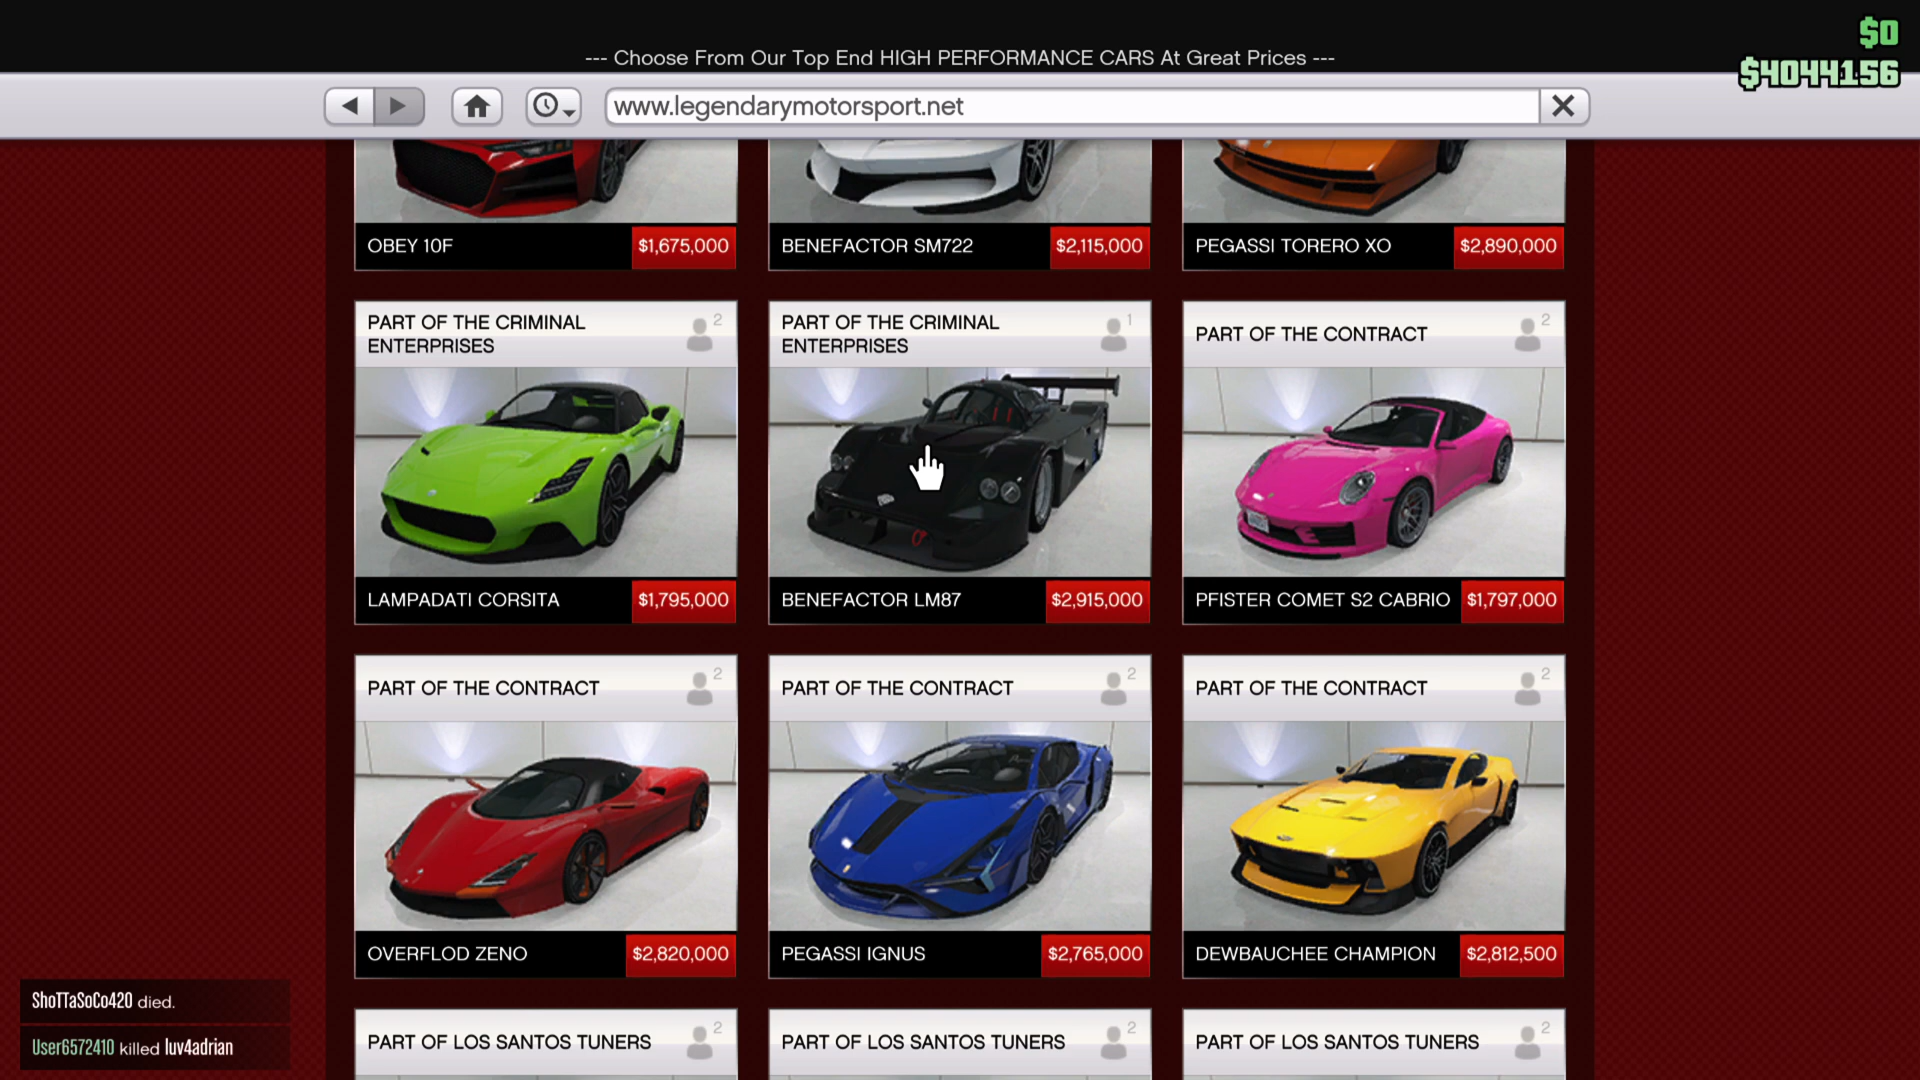 $0
--- Choose From Our Top End HIGH PERFORMANCE CARS At Great Prices ---
$4044156
www.legendarymotorsport.net
OBEY 10F $1,675,000
BENEFACTOR SM722 $2,115,000
PEGASSI TORERO XO $2,890,000
PART OF THE CRIMINAL
ENTERPRISES
2
PART OF THE CRIMINAL
ENTERPRISES
1
PART OF THE CONTRACT
2
LAMPADATI CORSITA $1,795,000
BENEFACTOR LM87 $2,915,000
PFISTER COMET S2 CABRIO $1,797,000
PART OF THE CONTRACT 2
PART OF THE CONTRACT 2
PART OF THE CONTRACT 2
OVERFLOD ZENO $2,820,000
PEGASSI IGNUS $2,765,000
DEWBAUCHEE CHAMPION $2,812,500
ShoTTaSoCo420 died.
User6572410 killed luv4adrian
PART OF LOS SANTOS TUNERS 2
PART OF LOS SANTOS TUNERS 2
PART OF LOS SANTOS TUNERS 2